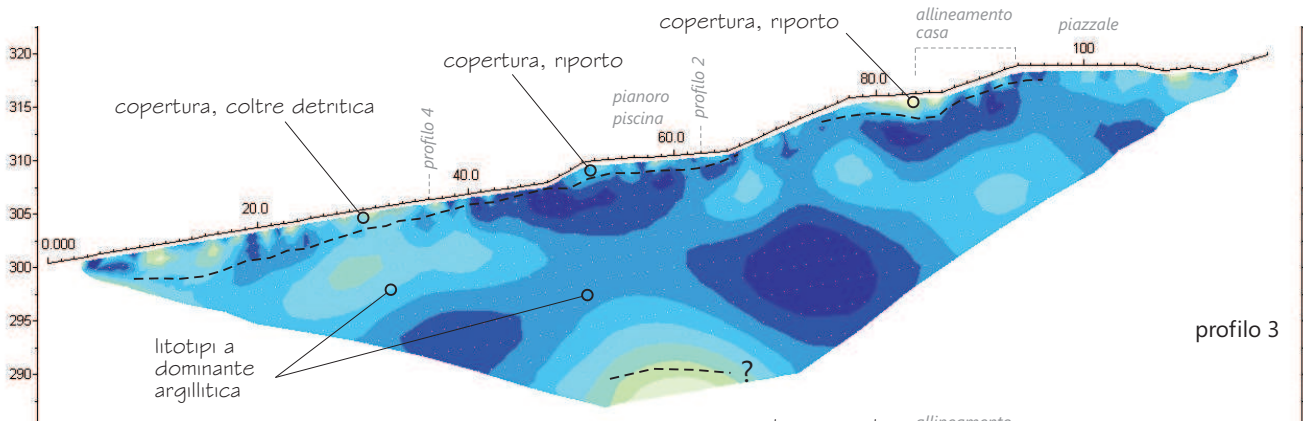 copertura, riporto
allineamento
casa
piazzale
320
100
copertura, riporto
80.0
315
copertura, coltre detritica
pianoro
piscina
profilo 2
profilo 4
60.0
310
40.0
305
20.0
0.000
300
295
profilo 3
litotipi a
dominante
argillitica
290
?
allineamento